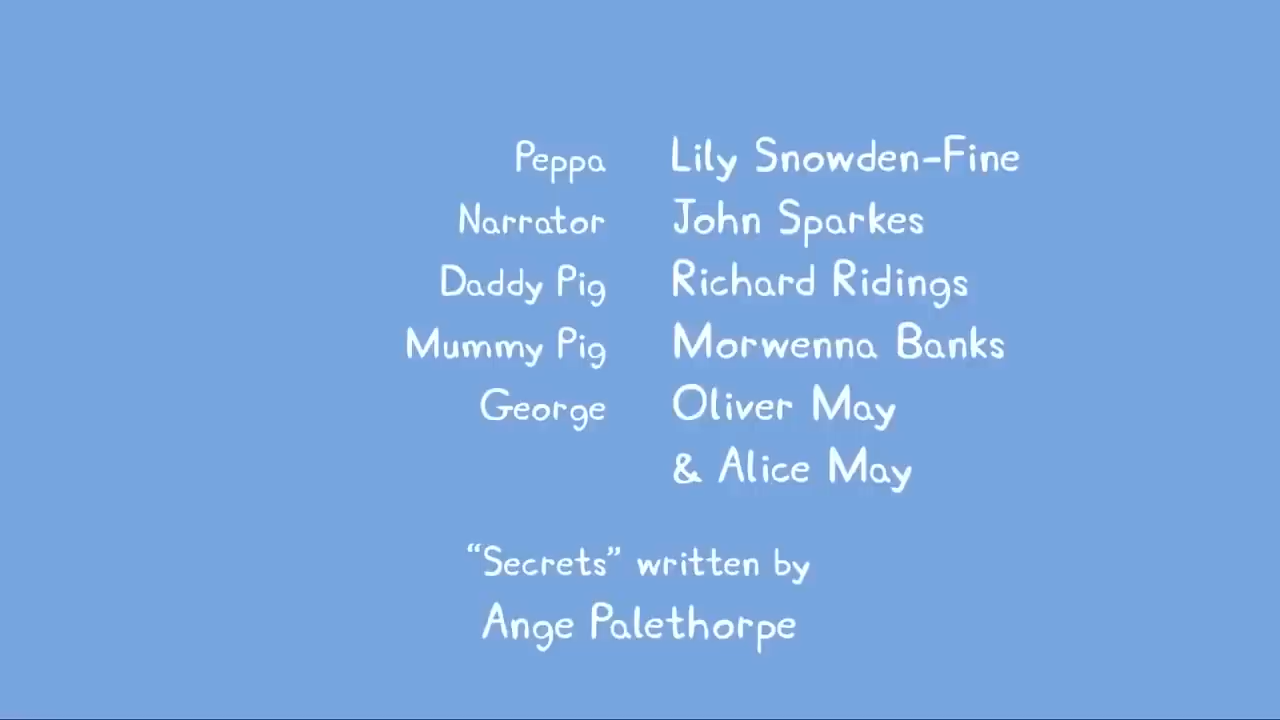 Peppa Lily Snowden-Fine
Narrator John Sparkes
Daddy Pig Richard Ridings
Mummy Pig Morwenna Banks
George Oliver May
& Alice May
“Secrets” written by
Ange Palethorpe